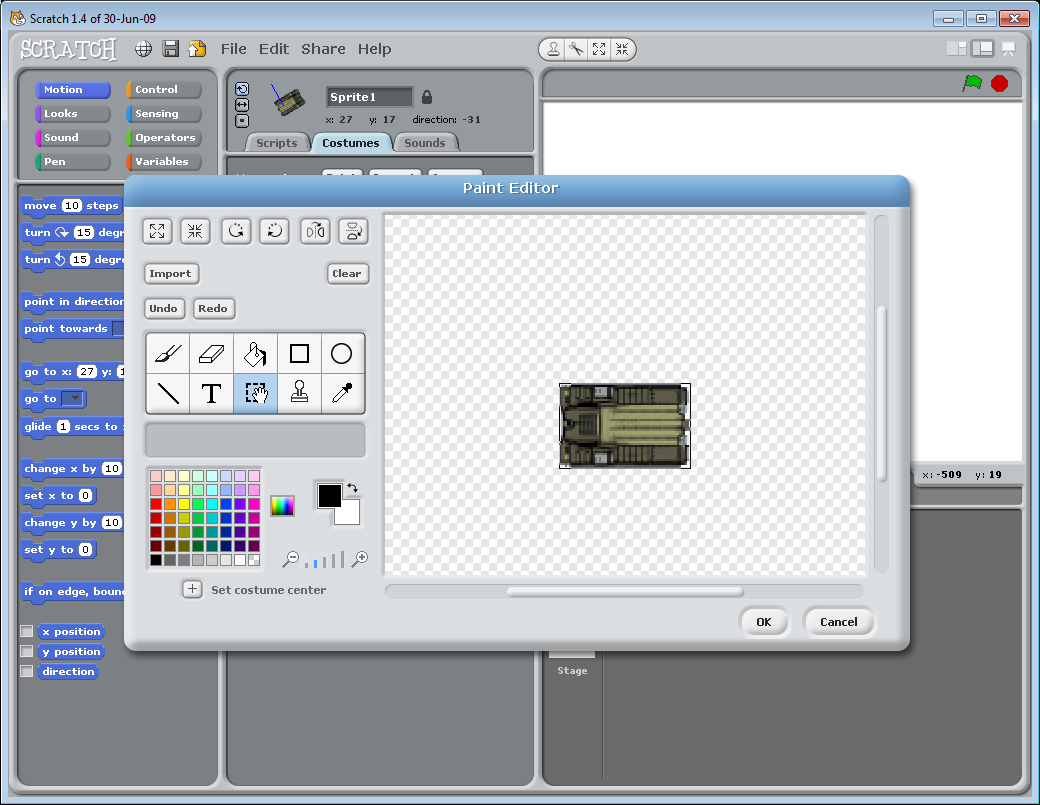 Scratch 1.4 of 30-Jun-09
SCRATCH
File Edit Share Help
Motion
Control
Looks
Sensing
Sound
Operators
Pen
Variables
Sprite1
x: 27 y: 17 direction: -31
Scripts
Costumes
Sounds
move 10 steps
turn 15 degr
turn 15 degre
point in direction
point towards
go to x: 27 y: 1
go to
glide 1 secs to
change x by 10
set x to 0
change y by 10
set y to 0
if on edge, boun
x position
y position
direction
Paint Editor
Import
Clear
Undo
Redo
T
Set costume center
OK
Cancel
x: -509 y: 19
Stage